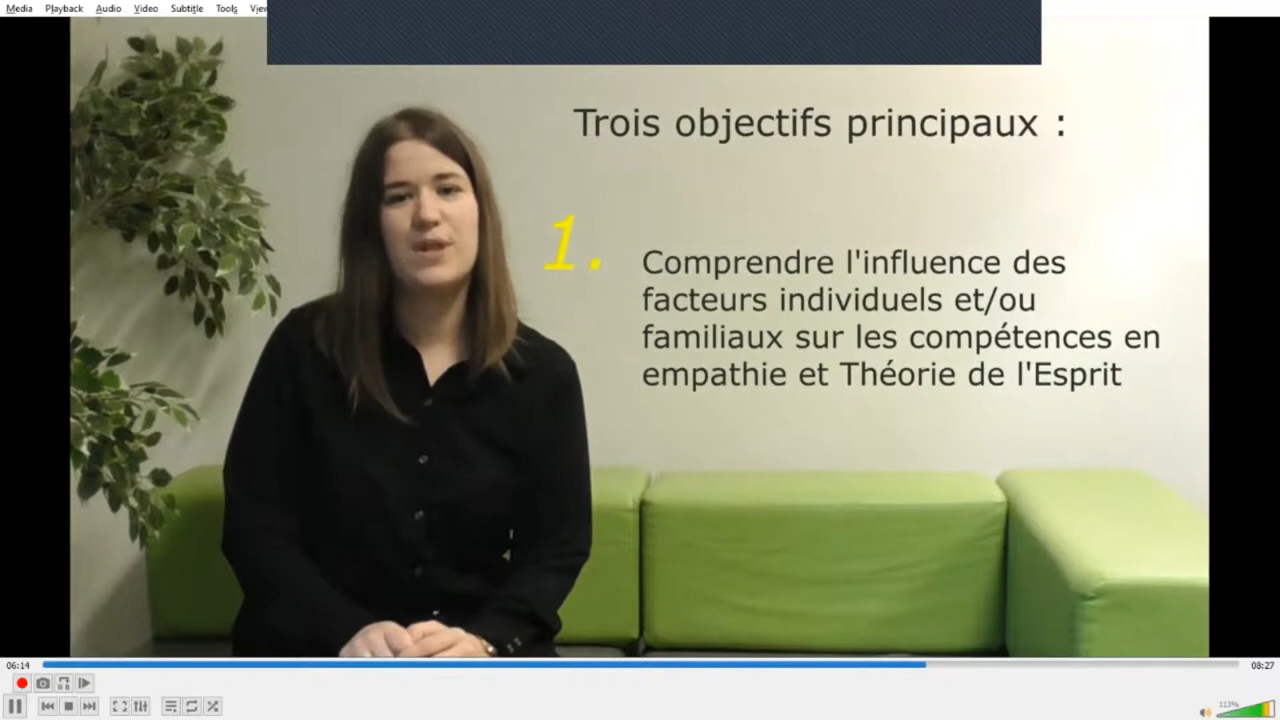 Media Playback Audio Video Subtitle Tools
Trois objectifs principaux :
1.
Comprendre l'influence des
facteurs individuels et/ou
familiaux sur les compétences en
empathie et Théorie de l'Esprit
06:14 08:27
113%